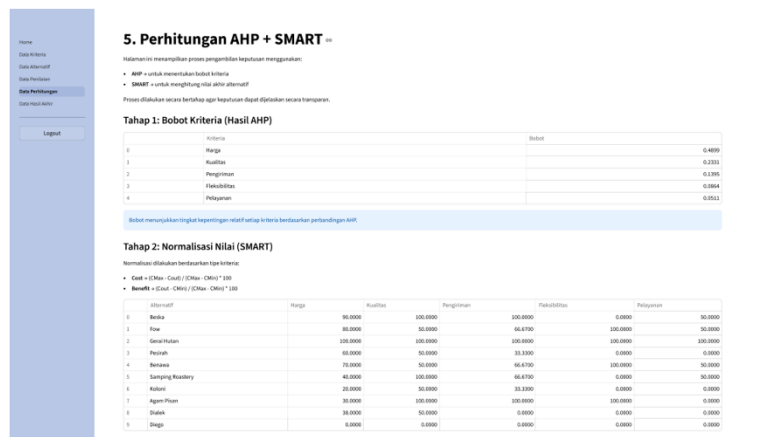 Home
Data Kriteria
Data Alternatif
Data Penilaian
Data Perhitungan
Data Hasil Akhir
Logout
5. Perhitungan AHP + SMART
Halaman ini menampilkan proses pengambilan keputusan menggunakan:
• AHP → untuk menentukan bobot kriteria
• SMART → untuk menghitung nilai akhir alternatif
Proses dilakukan secara bertahap agar keputusan dapat dijelaskan secara transparan.
Tahap 1: Bobot Kriteria (Hasil AHP)
Kriteria Bobot
0 Harga 0.4899
1 Kualitas 0.2331
2 Pengiriman 0.1395
3 Fleksibilitas 0.0864
4 Pelayanan 0.0511
Bobot menunjukkan tingkat kepentingan relatif setiap kriteria berdasarkan perbandingan AHP.
Tahap 2: Normalisasi Nilai (SMART)
Normalisasi dilakukan berdasarkan tipe kriteria:
• Cost → (CMax - Cout) / (CMax - CMin) * 100
• Benefit → (Cout - CMin) / (CMax - CMin) * 100
Alternatif Harga Kualitas Pengiriman Fleksibilitas Pelayanan
0 Beska 90.0000 100.0000 100.0000 0.0000 50.0000
1 Fow 80.0000 50.0000 66.6700 100.0000 50.0000
2 Gerai Hutan 100.0000 100.0000 100.0000 100.0000 100.0000
3 Pesirah 60.0000 50.0000 33.3300 0.0000 0.0000
4 Benawa 70.0000 50.0000 66.6700 100.0000 50.0000
5 Samping Roastery 40.0000 100.0000 66.6700 100.0000 50.0000
6 Koloni 20.0000 50.0000 33.3300 0.0000 0.0000
7 Agam Pisan 30.0000 100.0000 100.0000 100.0000 0.0000
8 Dialek 38.0000 50.0000 0.0000 0.0000 0.0000
9 Diego 0.0000 0.0000 0.0000 0.0000 0.0000